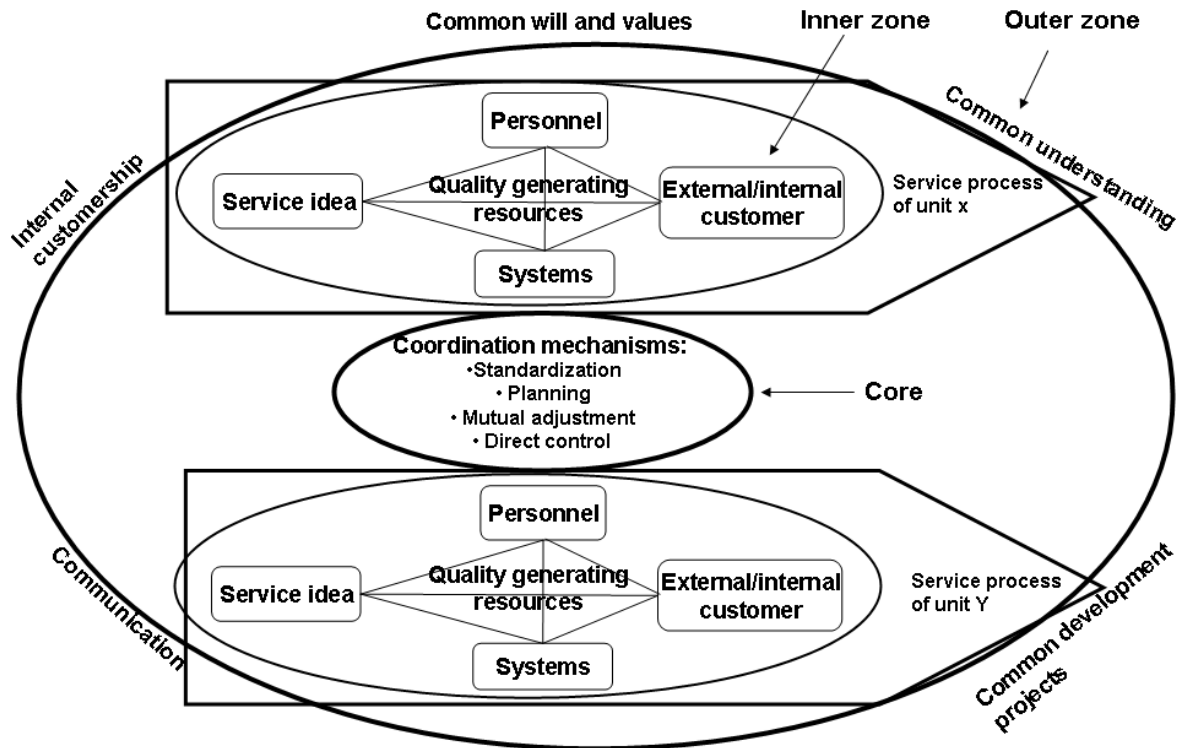 Common will and values
Inner zone
Outer zone
Common understanding
Internal
customership
Personnel
Service idea
Quality generating
resources
External/internal
customer
Systems
Service process
of unit x
Coordination mechanisms:
•Standardization
• Planning
• Mutual adjustment
• Direct control
Core
Personnel
Service idea
Quality generating
resources
External/internal
customer
Systems
Service process
of unit Y
Communication
Common development
projects